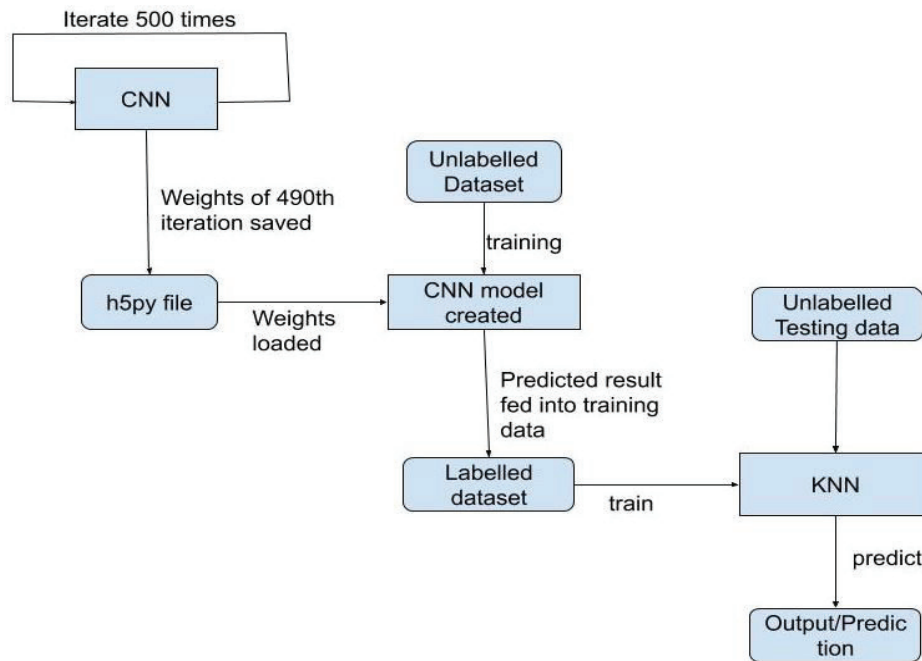 Iterate 500 times
CNN
Weights of 490th
iteration saved
Unlabelled
Dataset
training
h5py file
Weights
loaded
CNN model
created
Unlabelled
Testing data
Predicted result
fed into training
data
Labelled
dataset
train
KNN
predict
Output/Predic
tion